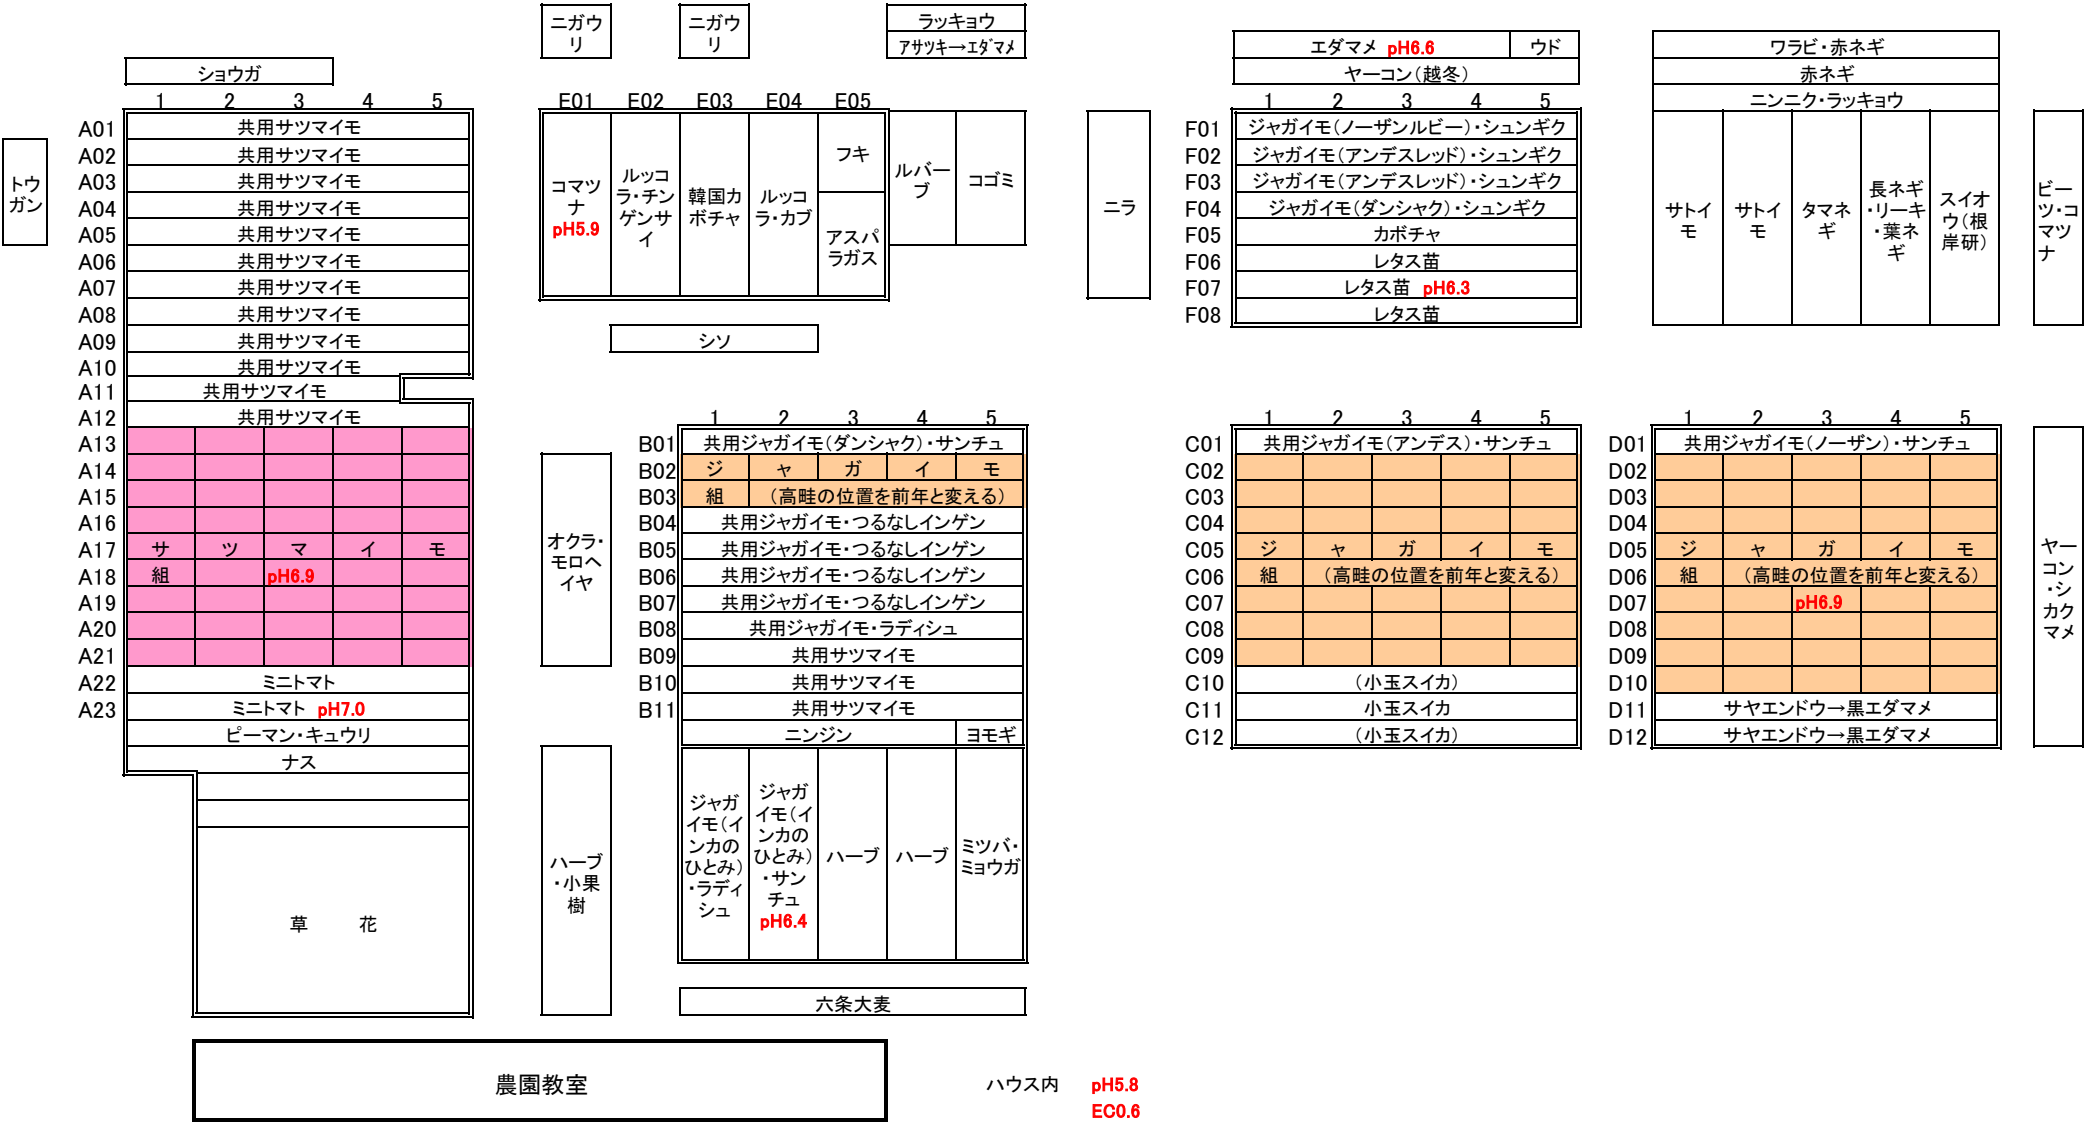 ショウガ
1 2 3 4 5
トウ
ガン
A01 共用サツマイモ
A02 共用サツマイモ
A03 共用サツマイモ
A04 共用サツマイモ
A05 共用サツマイモ
A06 共用サツマイモ
A07 共用サツマイモ
A08 共用サツマイモ
A09 共用サツマイモ
A10 共用サツマイモ
A11 共用サツマイモ
A12 共用サツマイモ
A13
A14
A15
A16
A17 サ ツ マ イ モ
A18 組 pH6.9
A19
A20
A21
A22 ミニトマト
A23 ミニトマト pH7.0
ピーマン・キュウリ
ナス
草 花
ニガウ
リ
ニガウ
リ
ラッキョウ
アサツキ→エダマメ
E01 E02 E03 E04 E05
コマツ
ナ
pH5.9
ルッコ
ラ・チン
ゲンサ
イ
韓国カ
ボチャ
ルッコ
ラ・カブ
フキ
アスパ
ラガス
ルバー
ブ
コゴミ
シソ
ニラ
オクラ・
モロヘ
イヤ
ハーブ
・小果
樹
1 2 3 4 5
B01 共用ジャガイモ(ダンシャク)・サンチュ
B02 ジ ャ ガ イ モ
B03 組 (高畦の位置を前年と変える)
B04 共用ジャガイモ・つるなしインゲン
B05 共用ジャガイモ・つるなしインゲン
B06 共用ジャガイモ・つるなしインゲン
B07 共用ジャガイモ・つるなしインゲン
B08 共用ジャガイモ・ラディシュ
B09 共用サツマイモ
B10 共用サツマイモ
B11 共用サツマイモ
ニンジン ヨモギ
ジャガ
イモ(イ
ンカの
ひとみ)
・ラディ
シュ
ジャガ
イモ(イ
ンカの
ひとみ)
・サン
チュ
pH6.4
ハーブ
ハーブ
ミツバ・
ミョウガ
六条大麦
エダマメ pH6.6 ウド
ヤーコン(越冬)
1 2 3 4 5
F01 ジャガイモ(ノーザンルビー)・シュンギク
F02 ジャガイモ(アンデスレッド)・シュンギク
F03 ジャガイモ(アンデスレッド)・シュンギク
F04 ジャガイモ(ダンシャク)・シュンギク
F05 カボチャ
F06 レタス苗
F07 レタス苗 pH6.3
F08 レタス苗
ワラビ・赤ネギ
赤ネギ
ニンニク・ラッキョウ
サトイ
モ
サトイ
モ
タマネ
ギ
長ネギ
・リーキ
・葉ネ
ギ
スイオ
ウ(根
岸研)
ビー
ツ・コ
マツ
ナ
1 2 3 4 5
C01 共用ジャガイモ(アンデス)・サンチュ
C02
C03
C04
C05 ジ ャ ガ イ モ
C06 組 (高畦の位置を前年と変える)
C07
C08
C09
C10 (小玉スイカ)
C11 小玉スイカ
C12 (小玉スイカ)
1 2 3 4 5
D01 共用ジャガイモ(ノーザン)・サンチュ
D02
D03
D04
D05 ジ ャ ガ イ モ
D06 組 (高畦の位置を前年と変える)
D07 pH6.9
D08
D09
D10
D11 サヤエンドウ→黒エダマメ
D12 サヤエンドウ→黒エダマメ
ヤー
コン
・シ
カク
マメ
農園教室
ハウス内 pH5.8
EC0.6